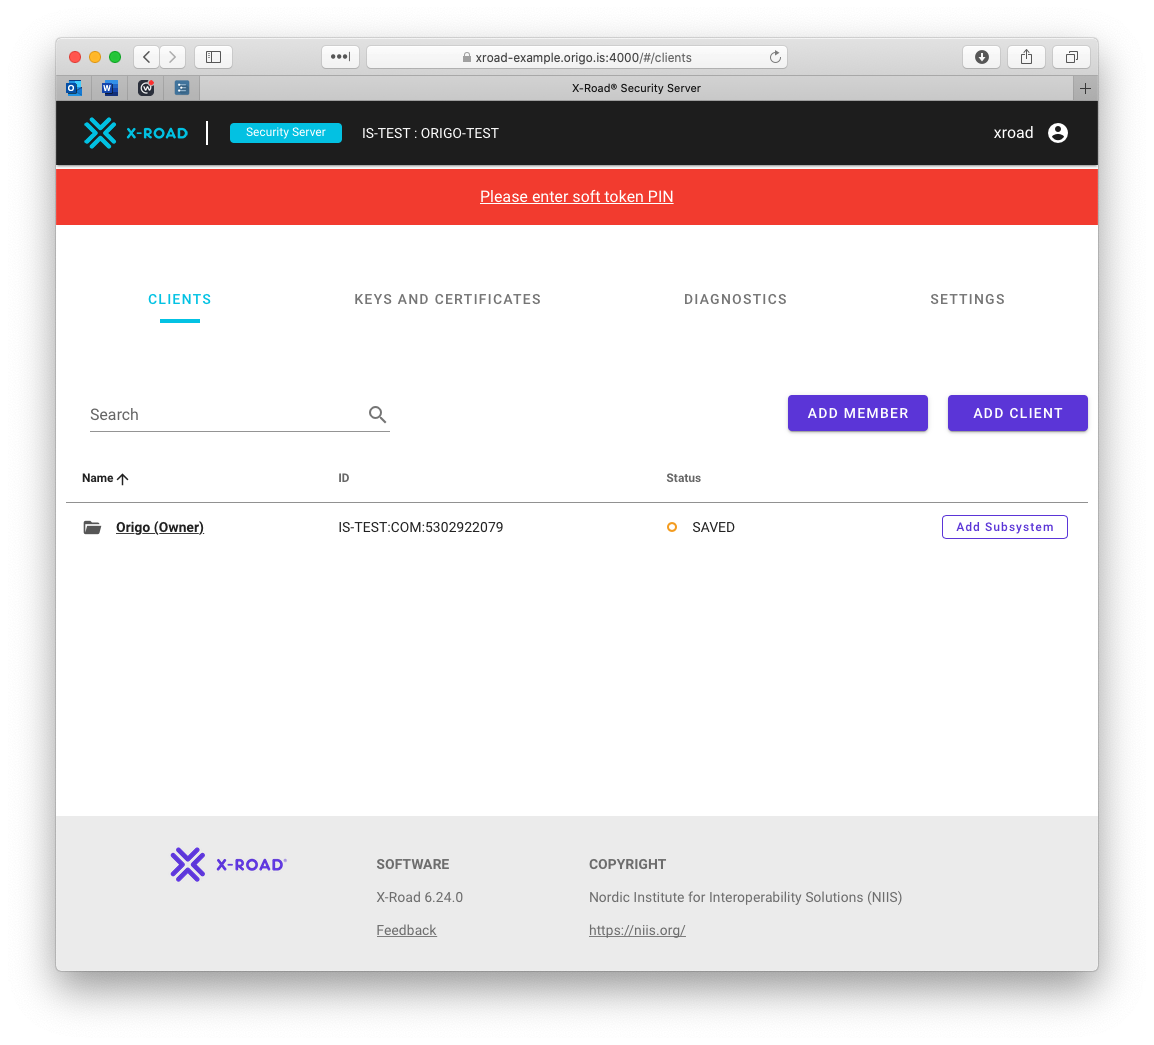 xroad-example.origo.is:4000/#/clients
X-Road® Security Server
X-ROAD Security Server IS-TEST : ORIGO-TEST xroad
Please enter soft token PIN
CLIENTS KEYS AND CERTIFICATES DIAGNOSTICS SETTINGS
Search ADD MEMBER ADD CLIENT
Name ID Status
Origo (Owner) IS-TEST:COM:5302922079 SAVED Add Subsystem
X-ROAD® SOFTWARE COPYRIGHT
X-Road 6.24.0 Nordic Institute for Interoperability Solutions (NIIS)
Feedback https://niis.org/